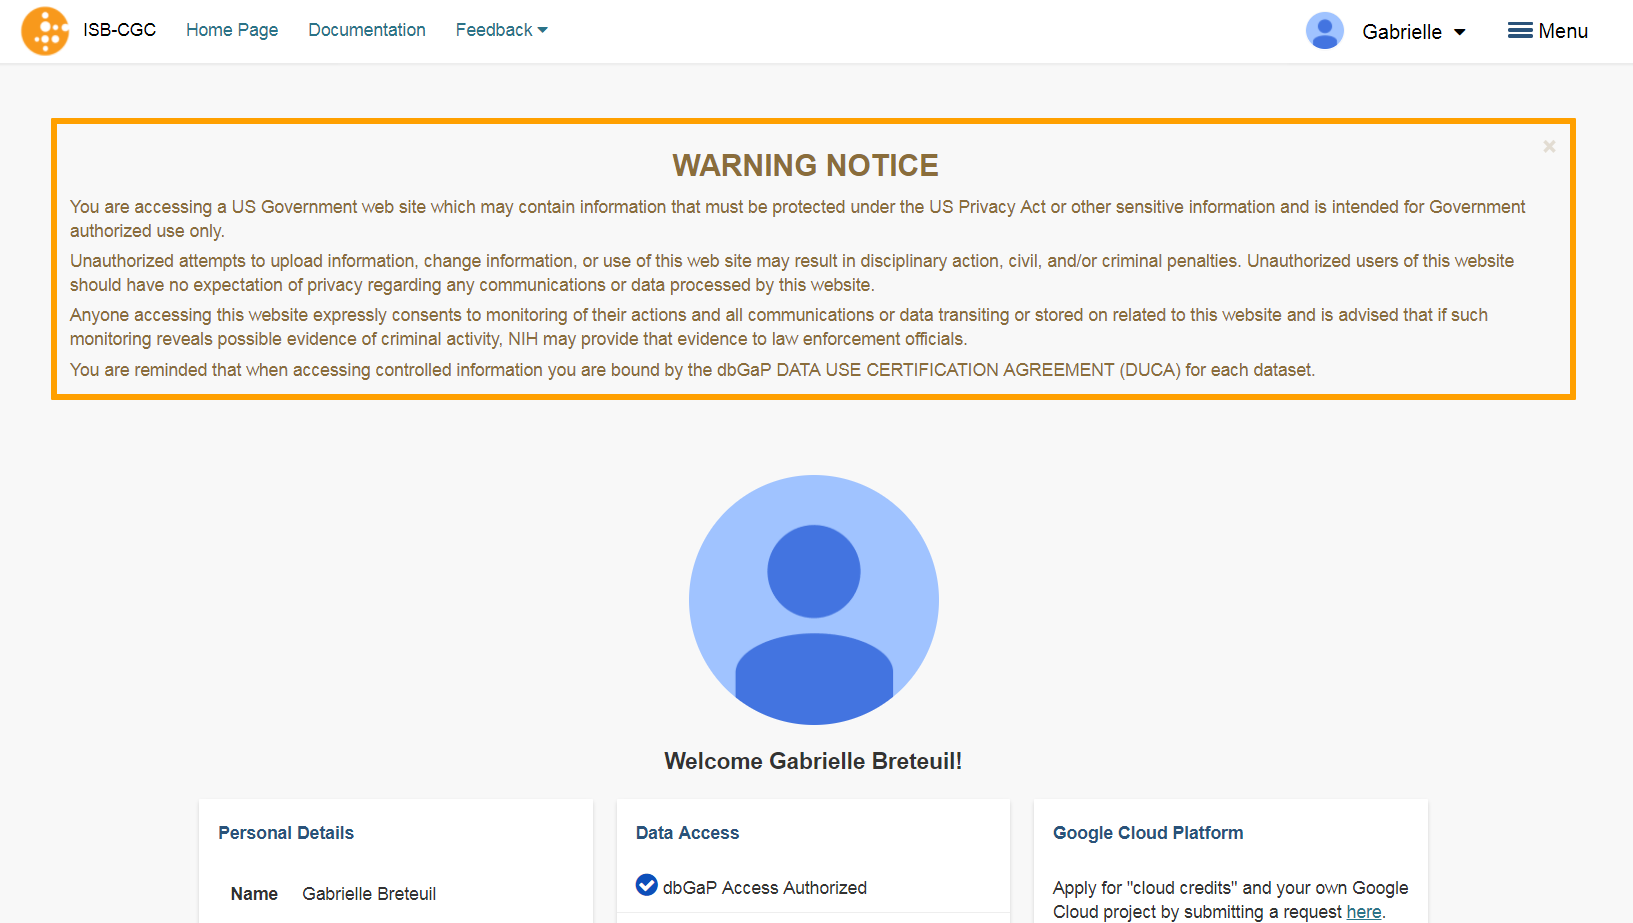 ISB-CGC Home Page Documentation Feedback Gabrielle Menu
×
WARNING NOTICE
You are accessing a US Government web site which may contain information that must be protected under the US Privacy Act or other sensitive information and is intended for Government
authorized use only.
Unauthorized attempts to upload information, change information, or use of this web site may result in disciplinary action, civil, and/or criminal penalties. Unauthorized users of this website
should have no expectation of privacy regarding any communications or data processed by this website.
Anyone accessing this website expressly consents to monitoring of their actions and all communications or data transiting or stored on related to this website and is advised that if such
monitoring reveals possible evidence of criminal activity, NIH may provide that evidence to law enforcement officials.
You are reminded that when accessing controlled information you are bound by the dbGaP DATA USE CERTIFICATION AGREEMENT (DUCA) for each dataset.
Welcome Gabrielle Breteuil!
Personal Details
Name Gabrielle Breteuil
Data Access
dbGaP Access Authorized
Google Cloud Platform
Apply for "cloud credits" and your own Google
Cloud project by submitting a request here.